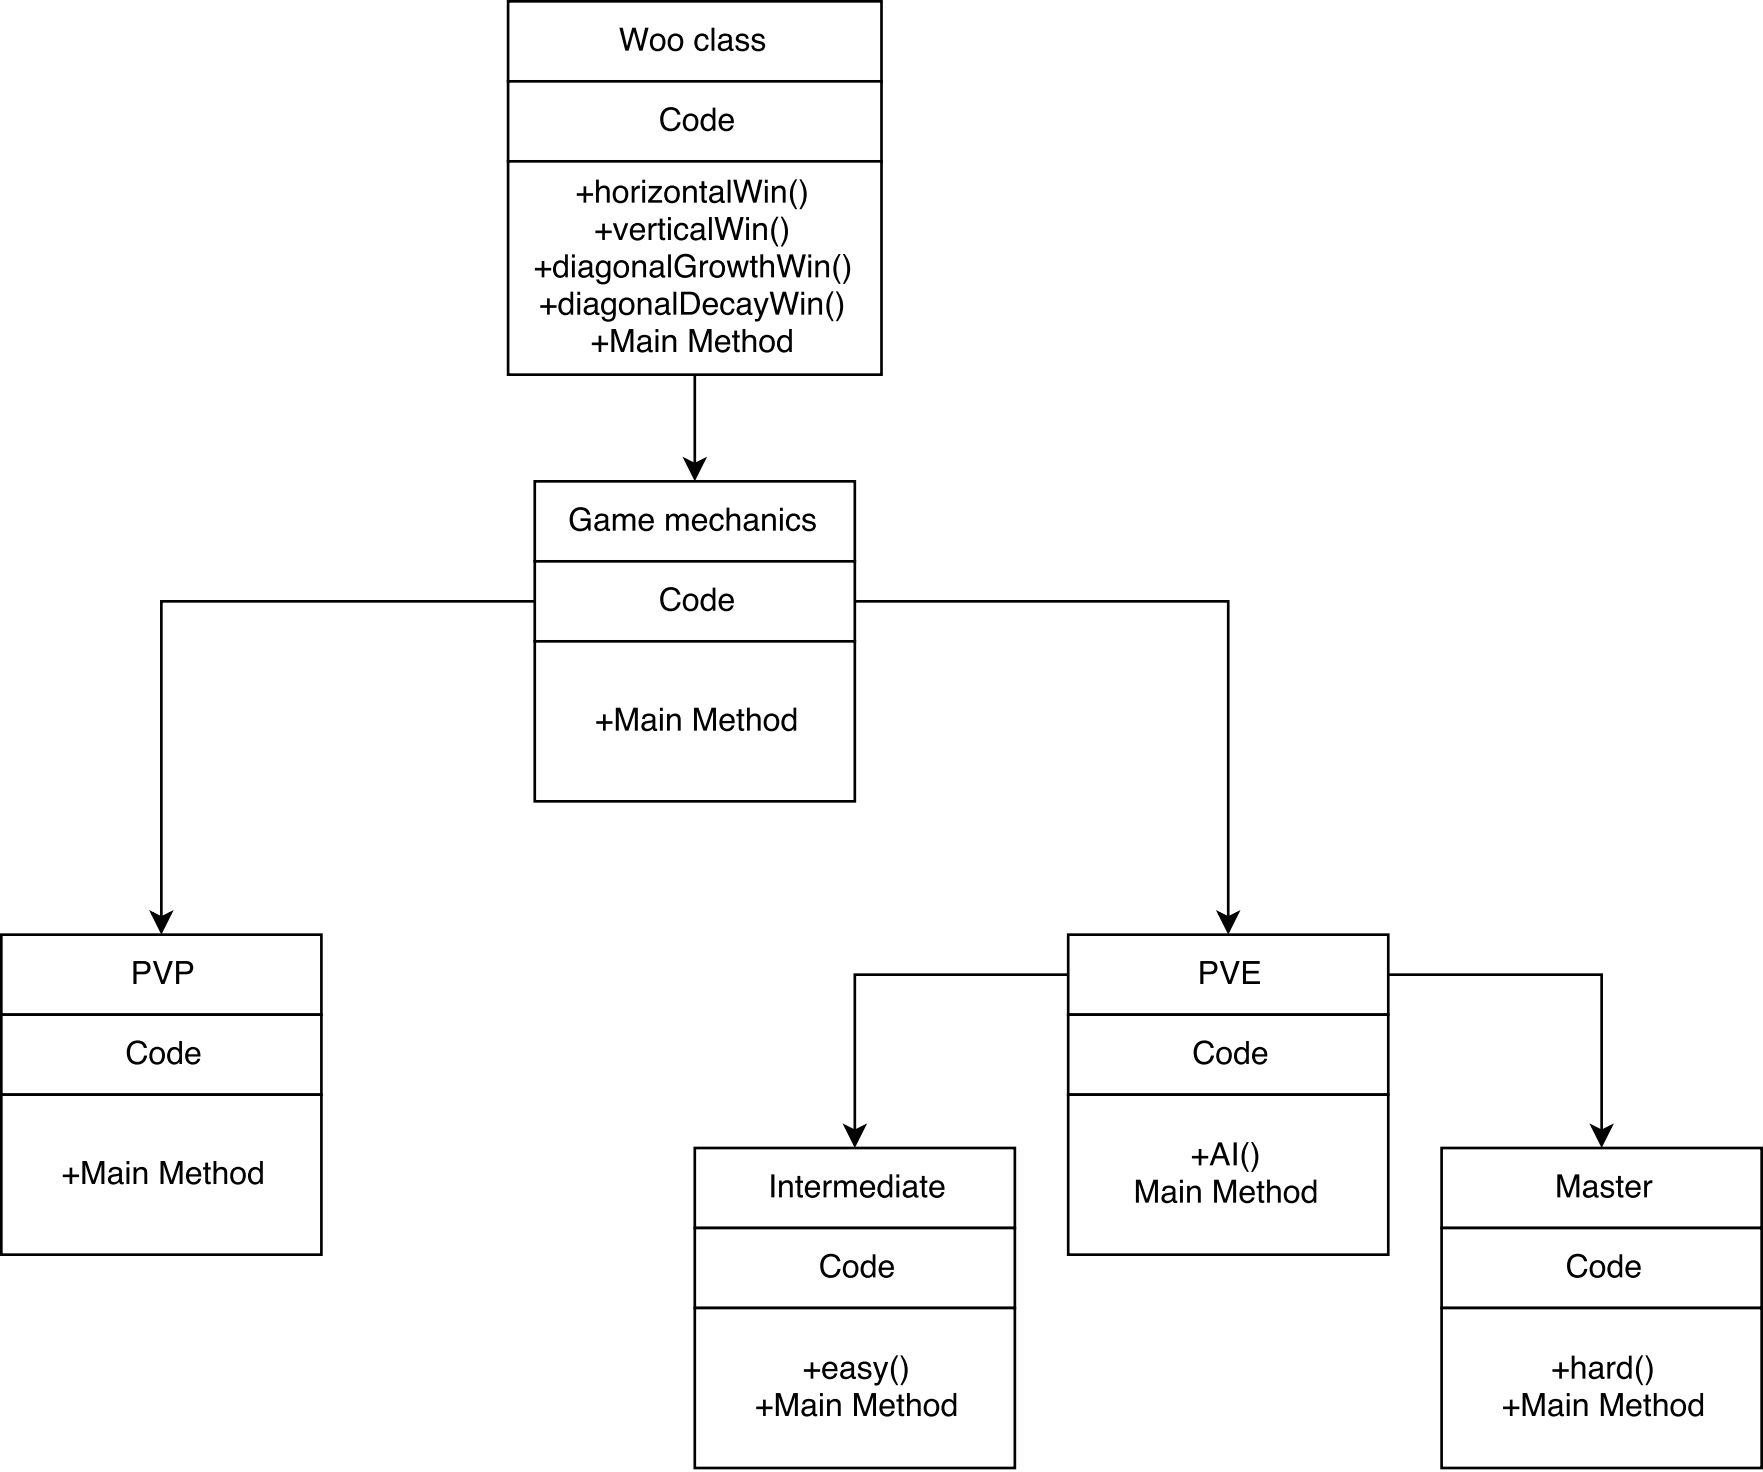 Woo class
Code
+horizontalWin()
+verticalWin()
+diagonalGrowthWin()
+diagonalDecayWin()
+Main Method
Game mechanics
Code
+Main Method
PVP
Code
+Main Method
PVE
Code
+AI()
Main Method
Intermediate
Code
+easy()
+Main Method
Master
Code
+hard()
+Main Method